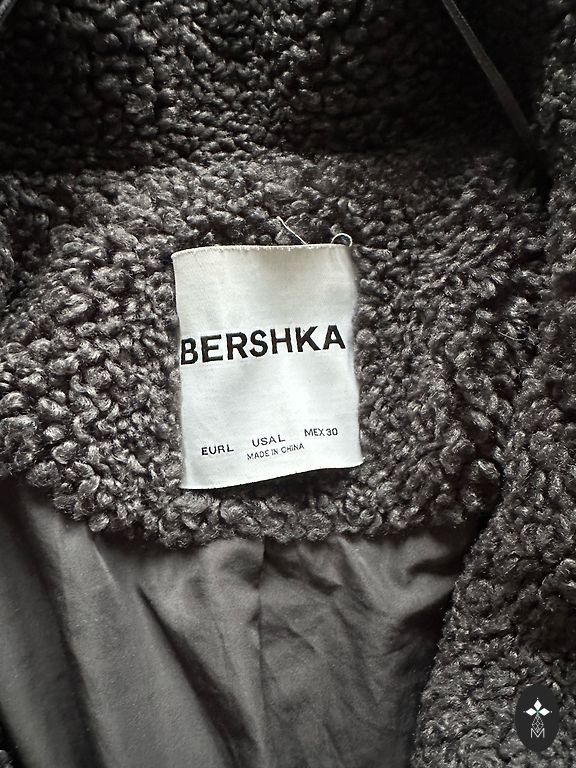 BERSHKA
EUR L USA L MEX 30
MADE IN CHINA
M